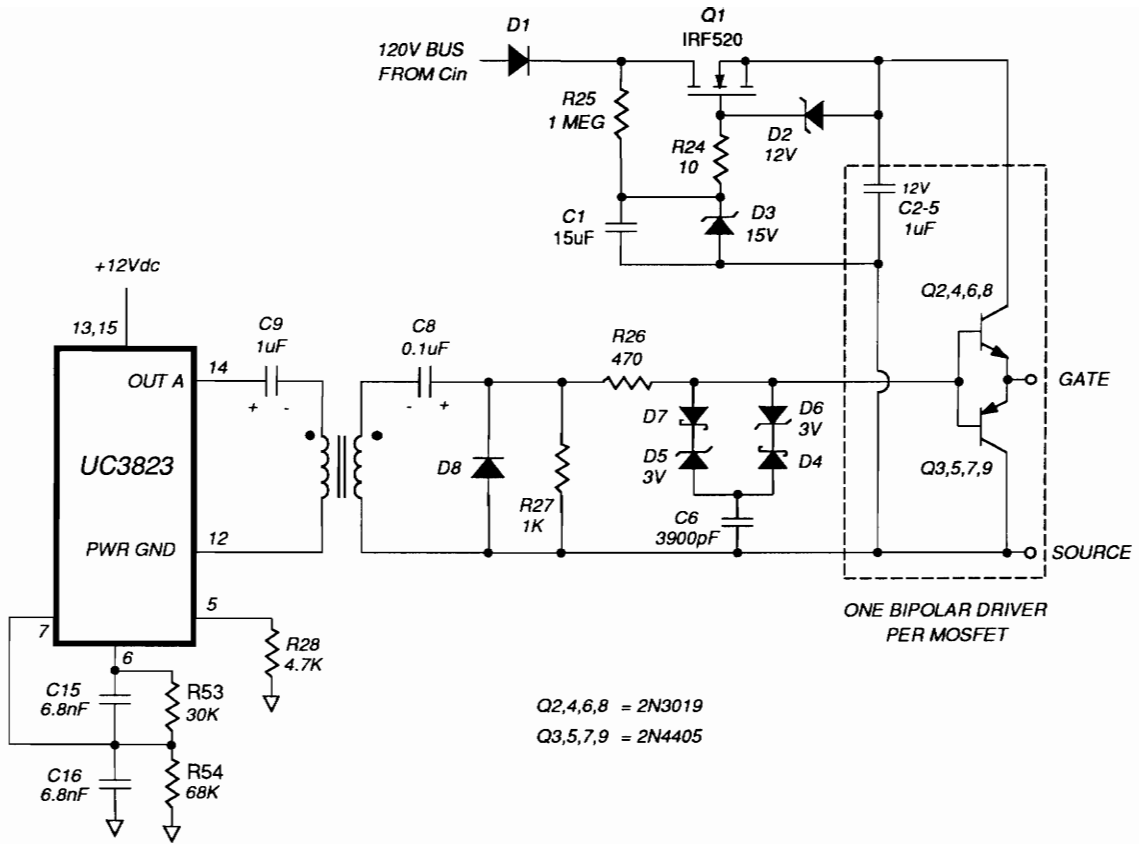 D1
Q1
IRF520
120V BUS
FROM Cin
R25
1 MEG
R24
10
D2
12V
C1
15uF
D3
15V
12V
C2-5
1uF
+12Vdc
13,15
C9
1uF
C8
0.1uF
R26
470
Q2,4,6,8
14
OUT A
+ -
- +
D7
D6
3V
GATE
UC3823
D8
R27
1K
D5
3V
D4
Q3,5,7,9
C6
3900pF
PWR GND
12
SOURCE
5
7
6
R28
4.7K
ONE BIPOLAR DRIVER
PER MOSFET
C15
6.8nF
R53
30K
Q2,4,6,8 = 2N3019
Q3,5,7,9 = 2N4405
C16
6.8nF
R54
68K